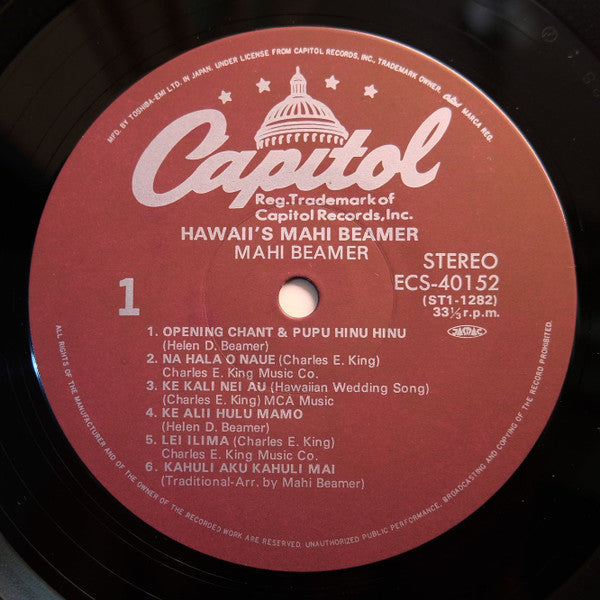 MFD. BY TOSHIBA-EMI LTD. IN JAPAN, UNDER LICENSE FROM CAPITOL RECORDS, INC., TRADEMARK OWNER. Capitol MARCA REG.
Capitol
Reg.Trademark of
Capitol Records,Inc.
HAWAII'S MAHI BEAMER
MAHI BEAMER
STEREO
ECS-40152
(ST1-1282)
33⅓r.p.m.
JASRAC
1
1. OPENING CHANT & PUPU HINU HINU
(Helen D. Beamer)
2. NA HALA O NAUE (Charles E. King)
Charles E. King Music Co.
3. KE KALI NEI AU (Hawaiian Wedding Song)
(Charles E. King) MCA Music
4. KE ALII HULU MAMO
(Helen D. Beamer)
5. LEI ILIMA (Charles E. King)
Charles E. King Music Co.
6. KAHULI AKU KAHULI MAI
(Traditional-Arr. by Mahi Beamer)
ALL RIGHTS OF THE MANUFACTURER AND OF THE OWNER OF THE RECORDED WORK ARE RESERVED. UNAUTHORIZED PUBLIC PERFORMANCE, BROADCASTING AND COPYING OF THE RECORD PROHIBITED.